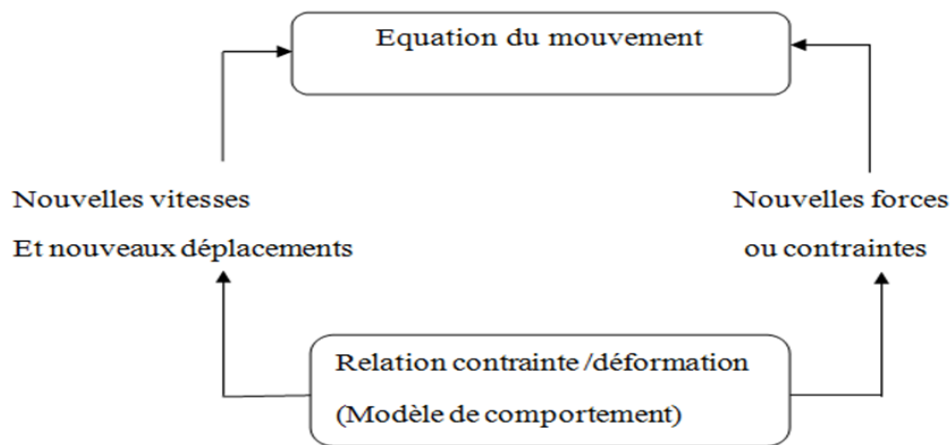 Equation du mouvement
Nouvelles vitesses
Et nouveaux déplacements
Nouvelles forces
ou contraintes
Relation contrainte /déformation
(Modèle de comportement)